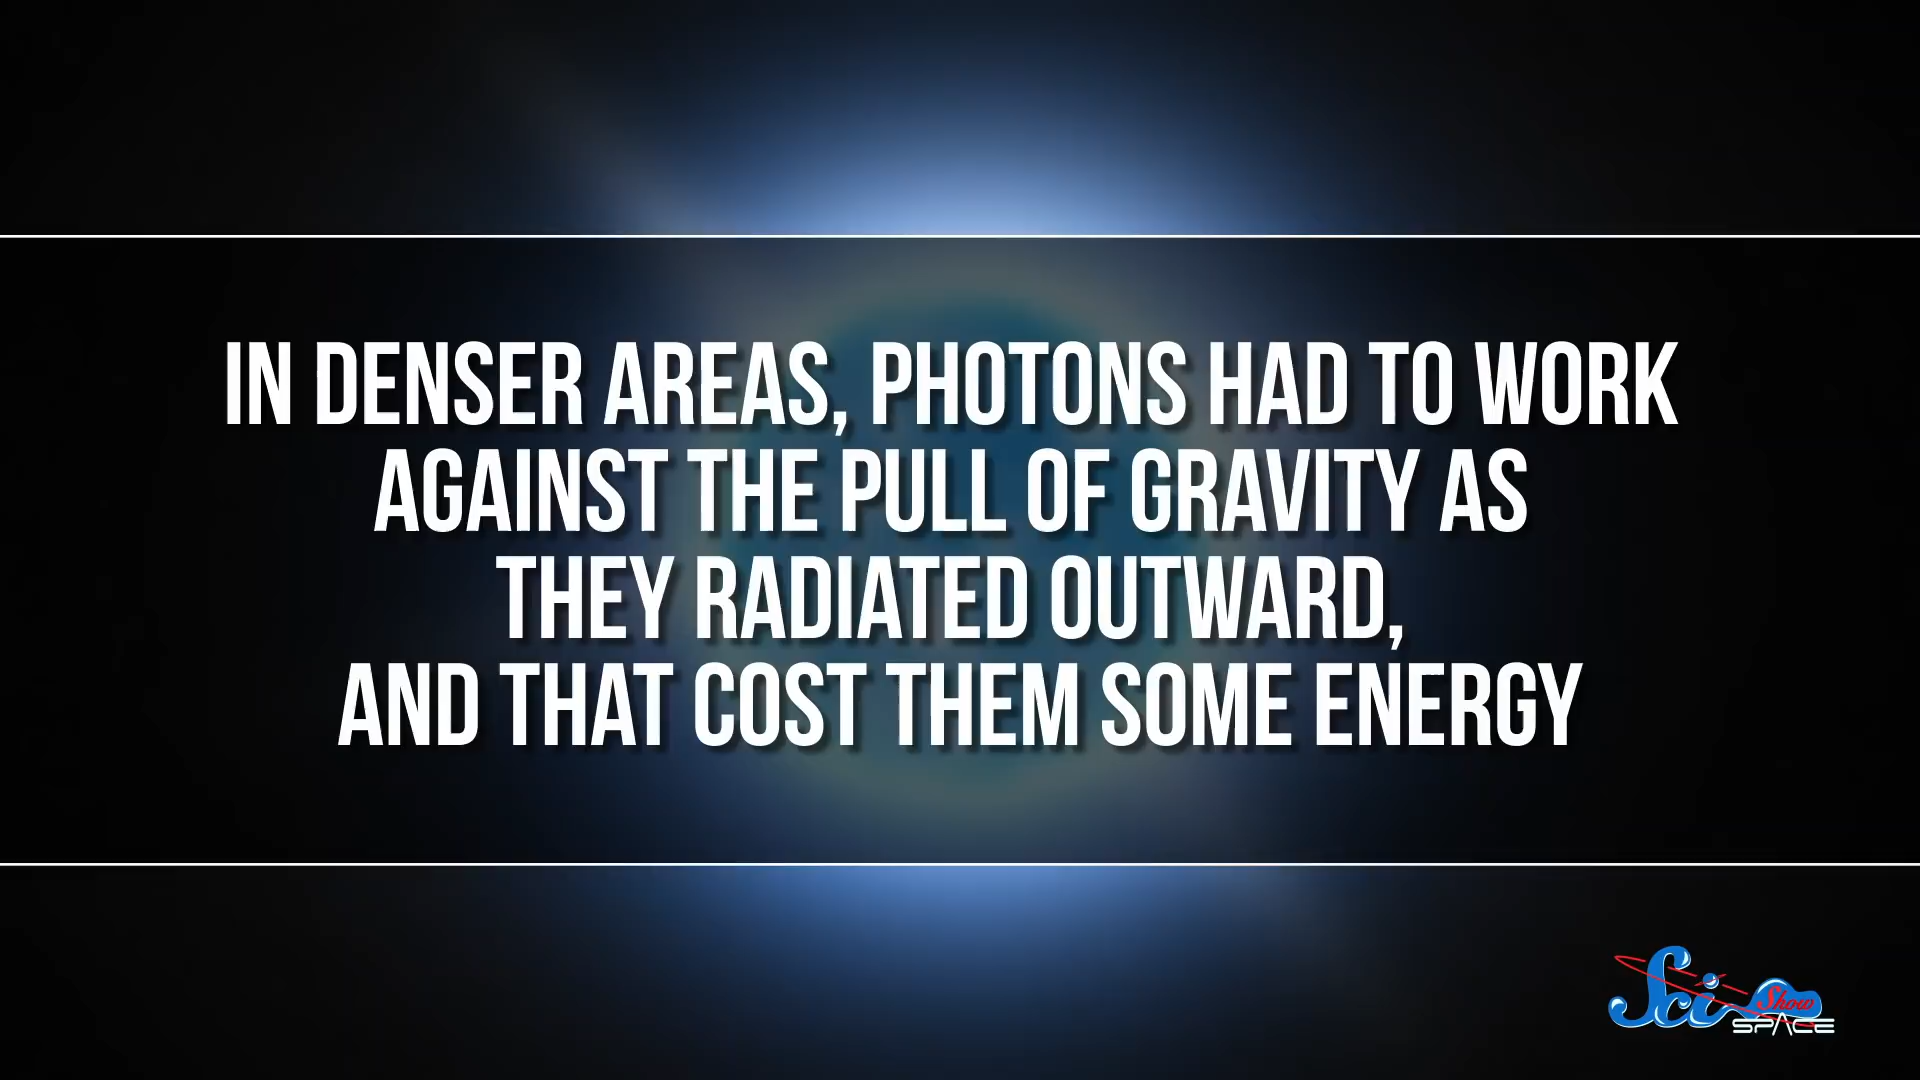 IN DENSER AREAS, PHOTONS HAD TO WORK
AGAINST THE PULL OF GRAVITY AS
THEY RADIATED OUTWARD,
AND THAT COST THEM SOME ENERGY
Sci Show
SPACE